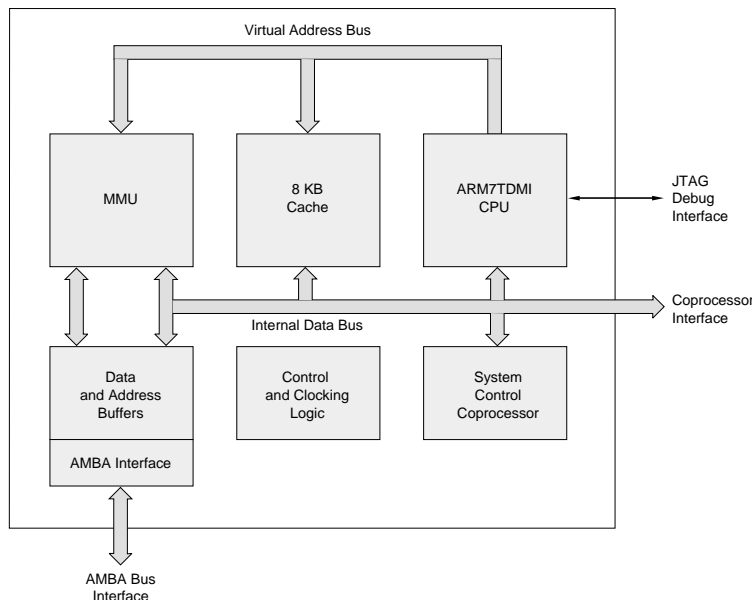 Virtual Address Bus
MMU
8 KB
Cache
ARM7TDMI
CPU
JTAG
Debug
Interface
Internal Data Bus
Coprocessor
Interface
Data
and Address
Buffers
Control
and Clocking
Logic
System
Control
Coprocessor
AMBA Interface
AMBA Bus
Interface